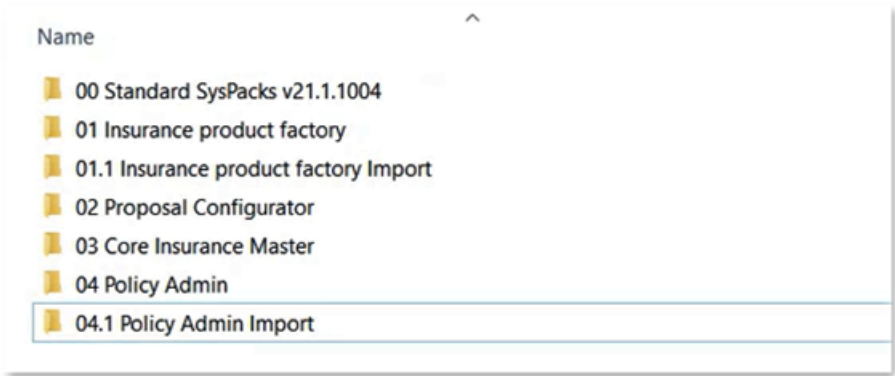 Name
00 Standard SysPacks v21.1.1004
01 Insurance product factory
01.1 Insurance product factory Import
02 Proposal Configurator
03 Core Insurance Master
04 Policy Admin
04.1 Policy Admin Import